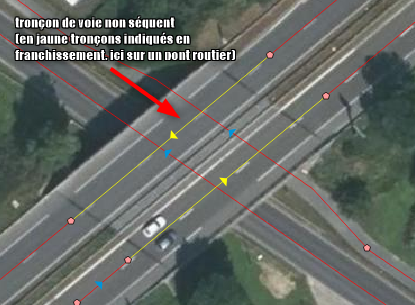 tronçon de voie non séquent
(en jaune tronçons indiqués en
franchissement. ici sur un pont routier)